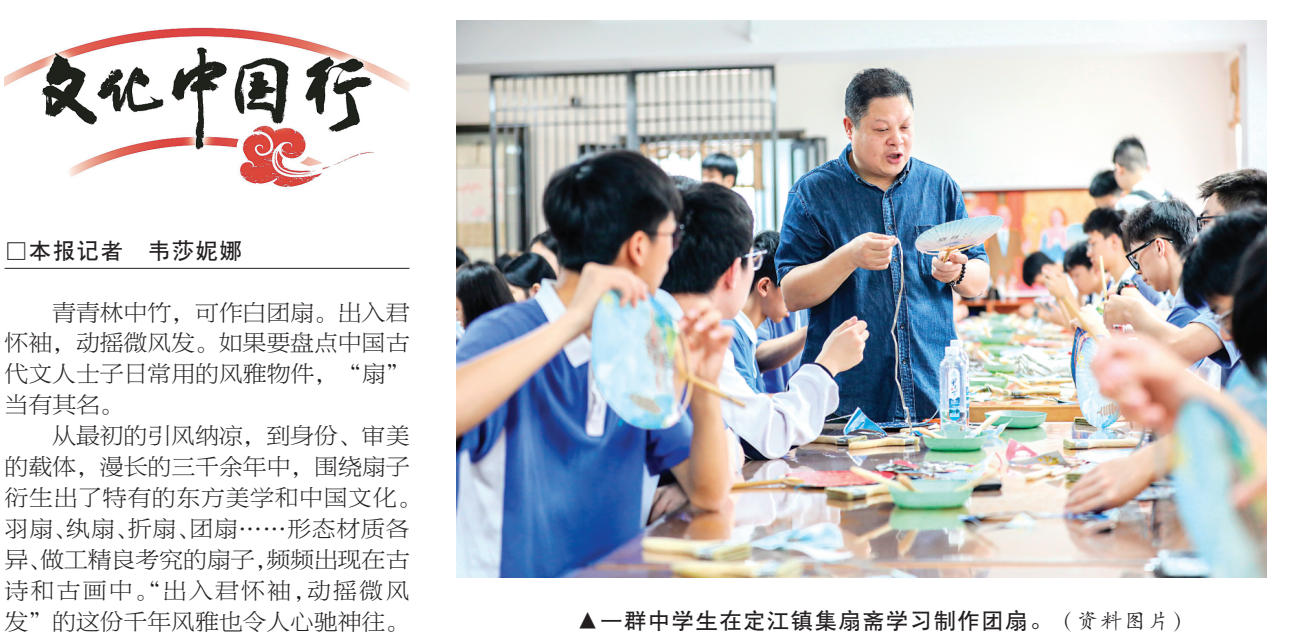 文化中国行
□本报记者 韦莎妮娜
青青林中竹，可作白团扇。出入君
怀袖，动摇微风发。如果要盘点中国古
代文人士子日常用的风雅物件，“扇”
当有其名。
从最初的引风纳凉，到身份、审美
的载体，漫长的三千余年中，围绕扇子
衍生出了特有的东方美学和中国文化。
羽扇、纨扇、折扇、团扇……形态材质各
异、做工精良考究的扇子，频频出现在古
诗和古画中。“出入君怀袖，动摇微风
发”的这份千年风雅也令人心驰神往。
▲一群中学生在定江镇集扇斋学习制作团扇。（资料图片）